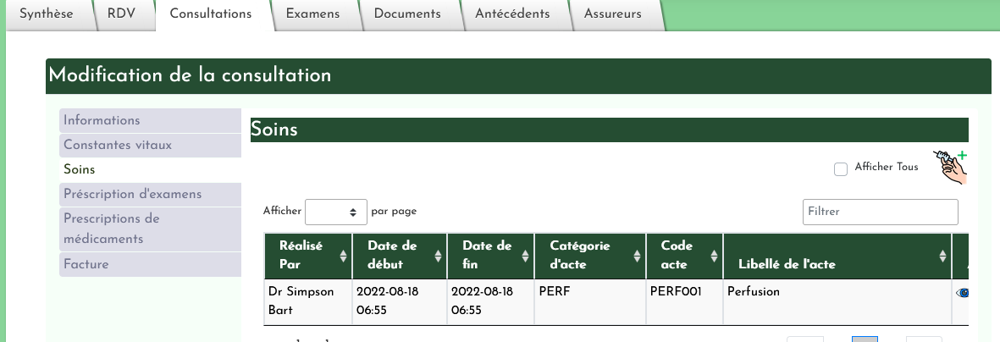 Synthèse RDV Consultations Examens Documents Antécédents Assureurs
Modification de la consultation
Informations
Constantes vitaux
Soins
Préscription d'examens
Prescriptions de
médicaments
Facture
Soins
Afficher Tous
Afficher par page
Filtrer
Réalisé
Par
Date de
début
Date de
fin
Catégorie
d'acte
Code
acte
Libellé de l'acte
Dr Simpson
Bart
2022-08-18
06:55
2022-08-18
06:55
PERF
PERF001
Perfusion